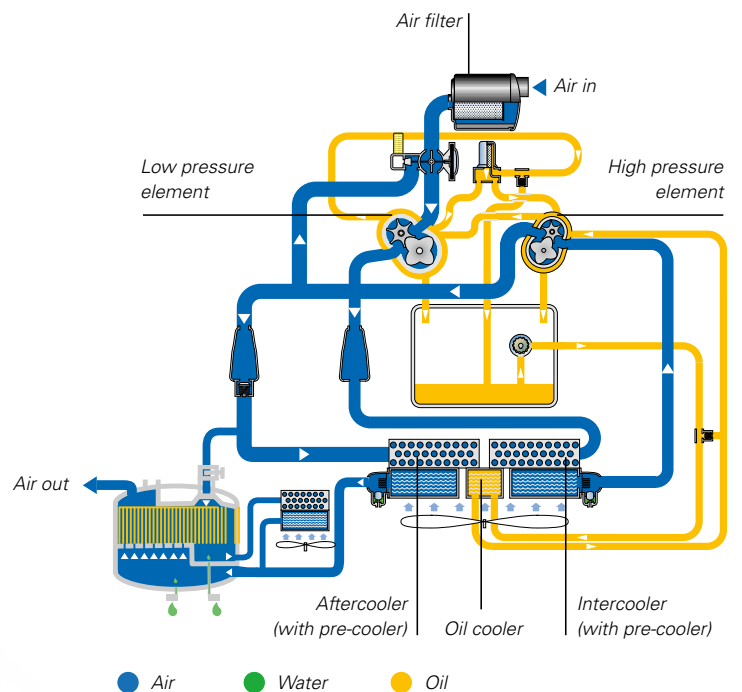 Air filter
Air in
Low pressure
element
High pressure
element
Air out
Aftercooler
(with pre-cooler)
Oil cooler
Intercooler
(with pre-cooler)
Air
Water
Oil